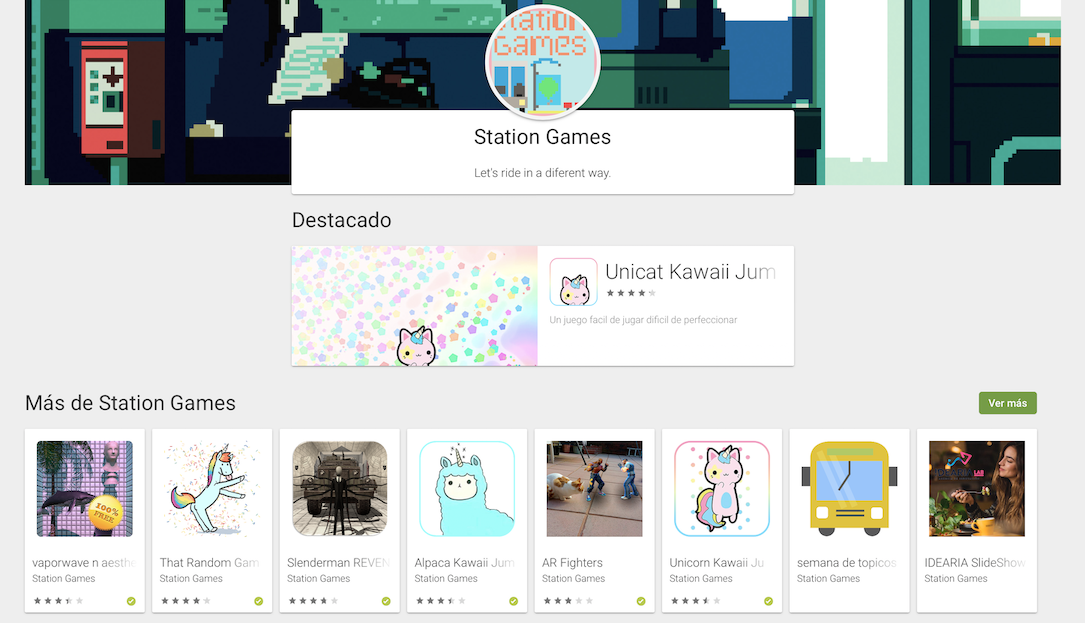 Station
Games
Station Games
Let's ride in a diferent way.
Destacado
Unicat Kawaii Jum
Un juego facil de jugar dificil de perfeccionar
Más de Station Games
Ver más
100%
FREE
vaporwave n aesthe
Station Games
That Random Gam
Station Games
Slenderman REVEN
Station Games
Alpaca Kawaii Jum
Station Games
AR Fighters
Station Games
Unicorn Kawaii Ju
Station Games
semana de topicos
Station Games
IDEARIA SlideShow
Station Games